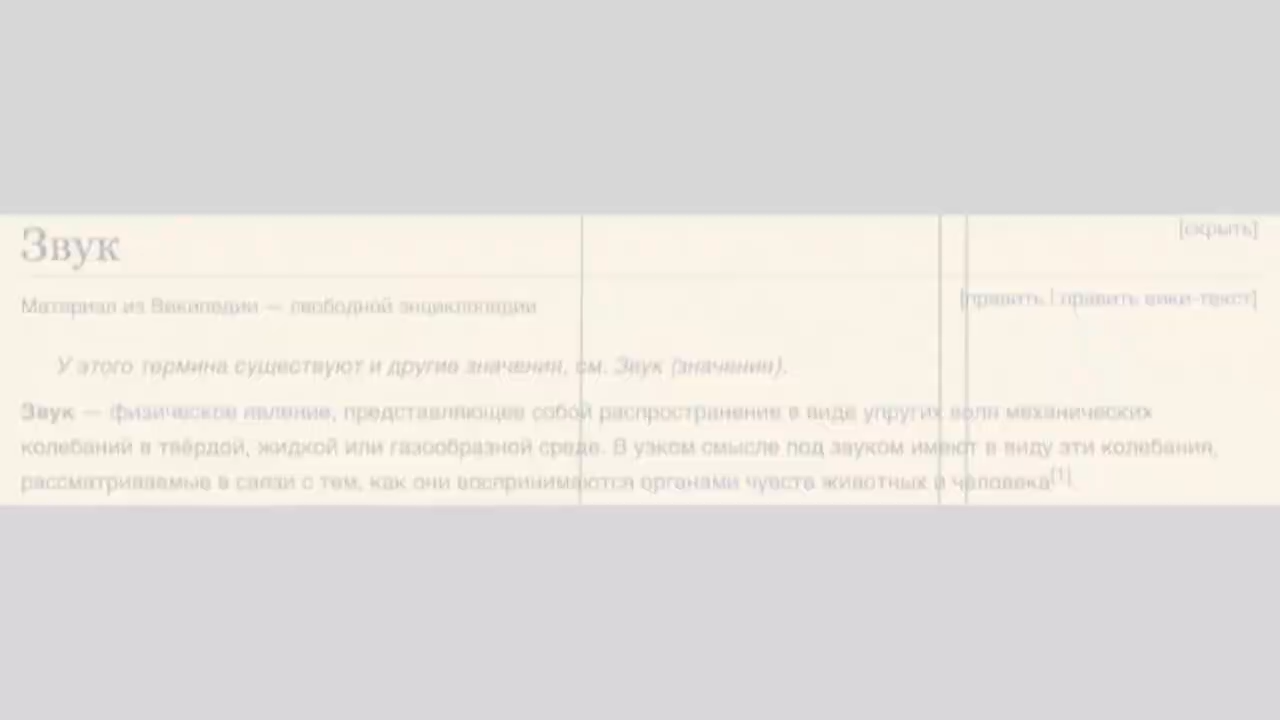 [скрыть]
Звук
[править | править вики-текст]
Материал из Википедии — свободной энциклопедии
У этого термина существуют и другие значения, см. Звук (значения).
Звук — физическое явление, представляющее собой распространение в виде упругих волн механических
колебаний в твёрдой, жидкой или газообразной среде. В узком смысле под звуком имеют в виду эти колебания,
рассматриваемые в связи с тем, как они воспринимаются органами чувств животных и человека[1].